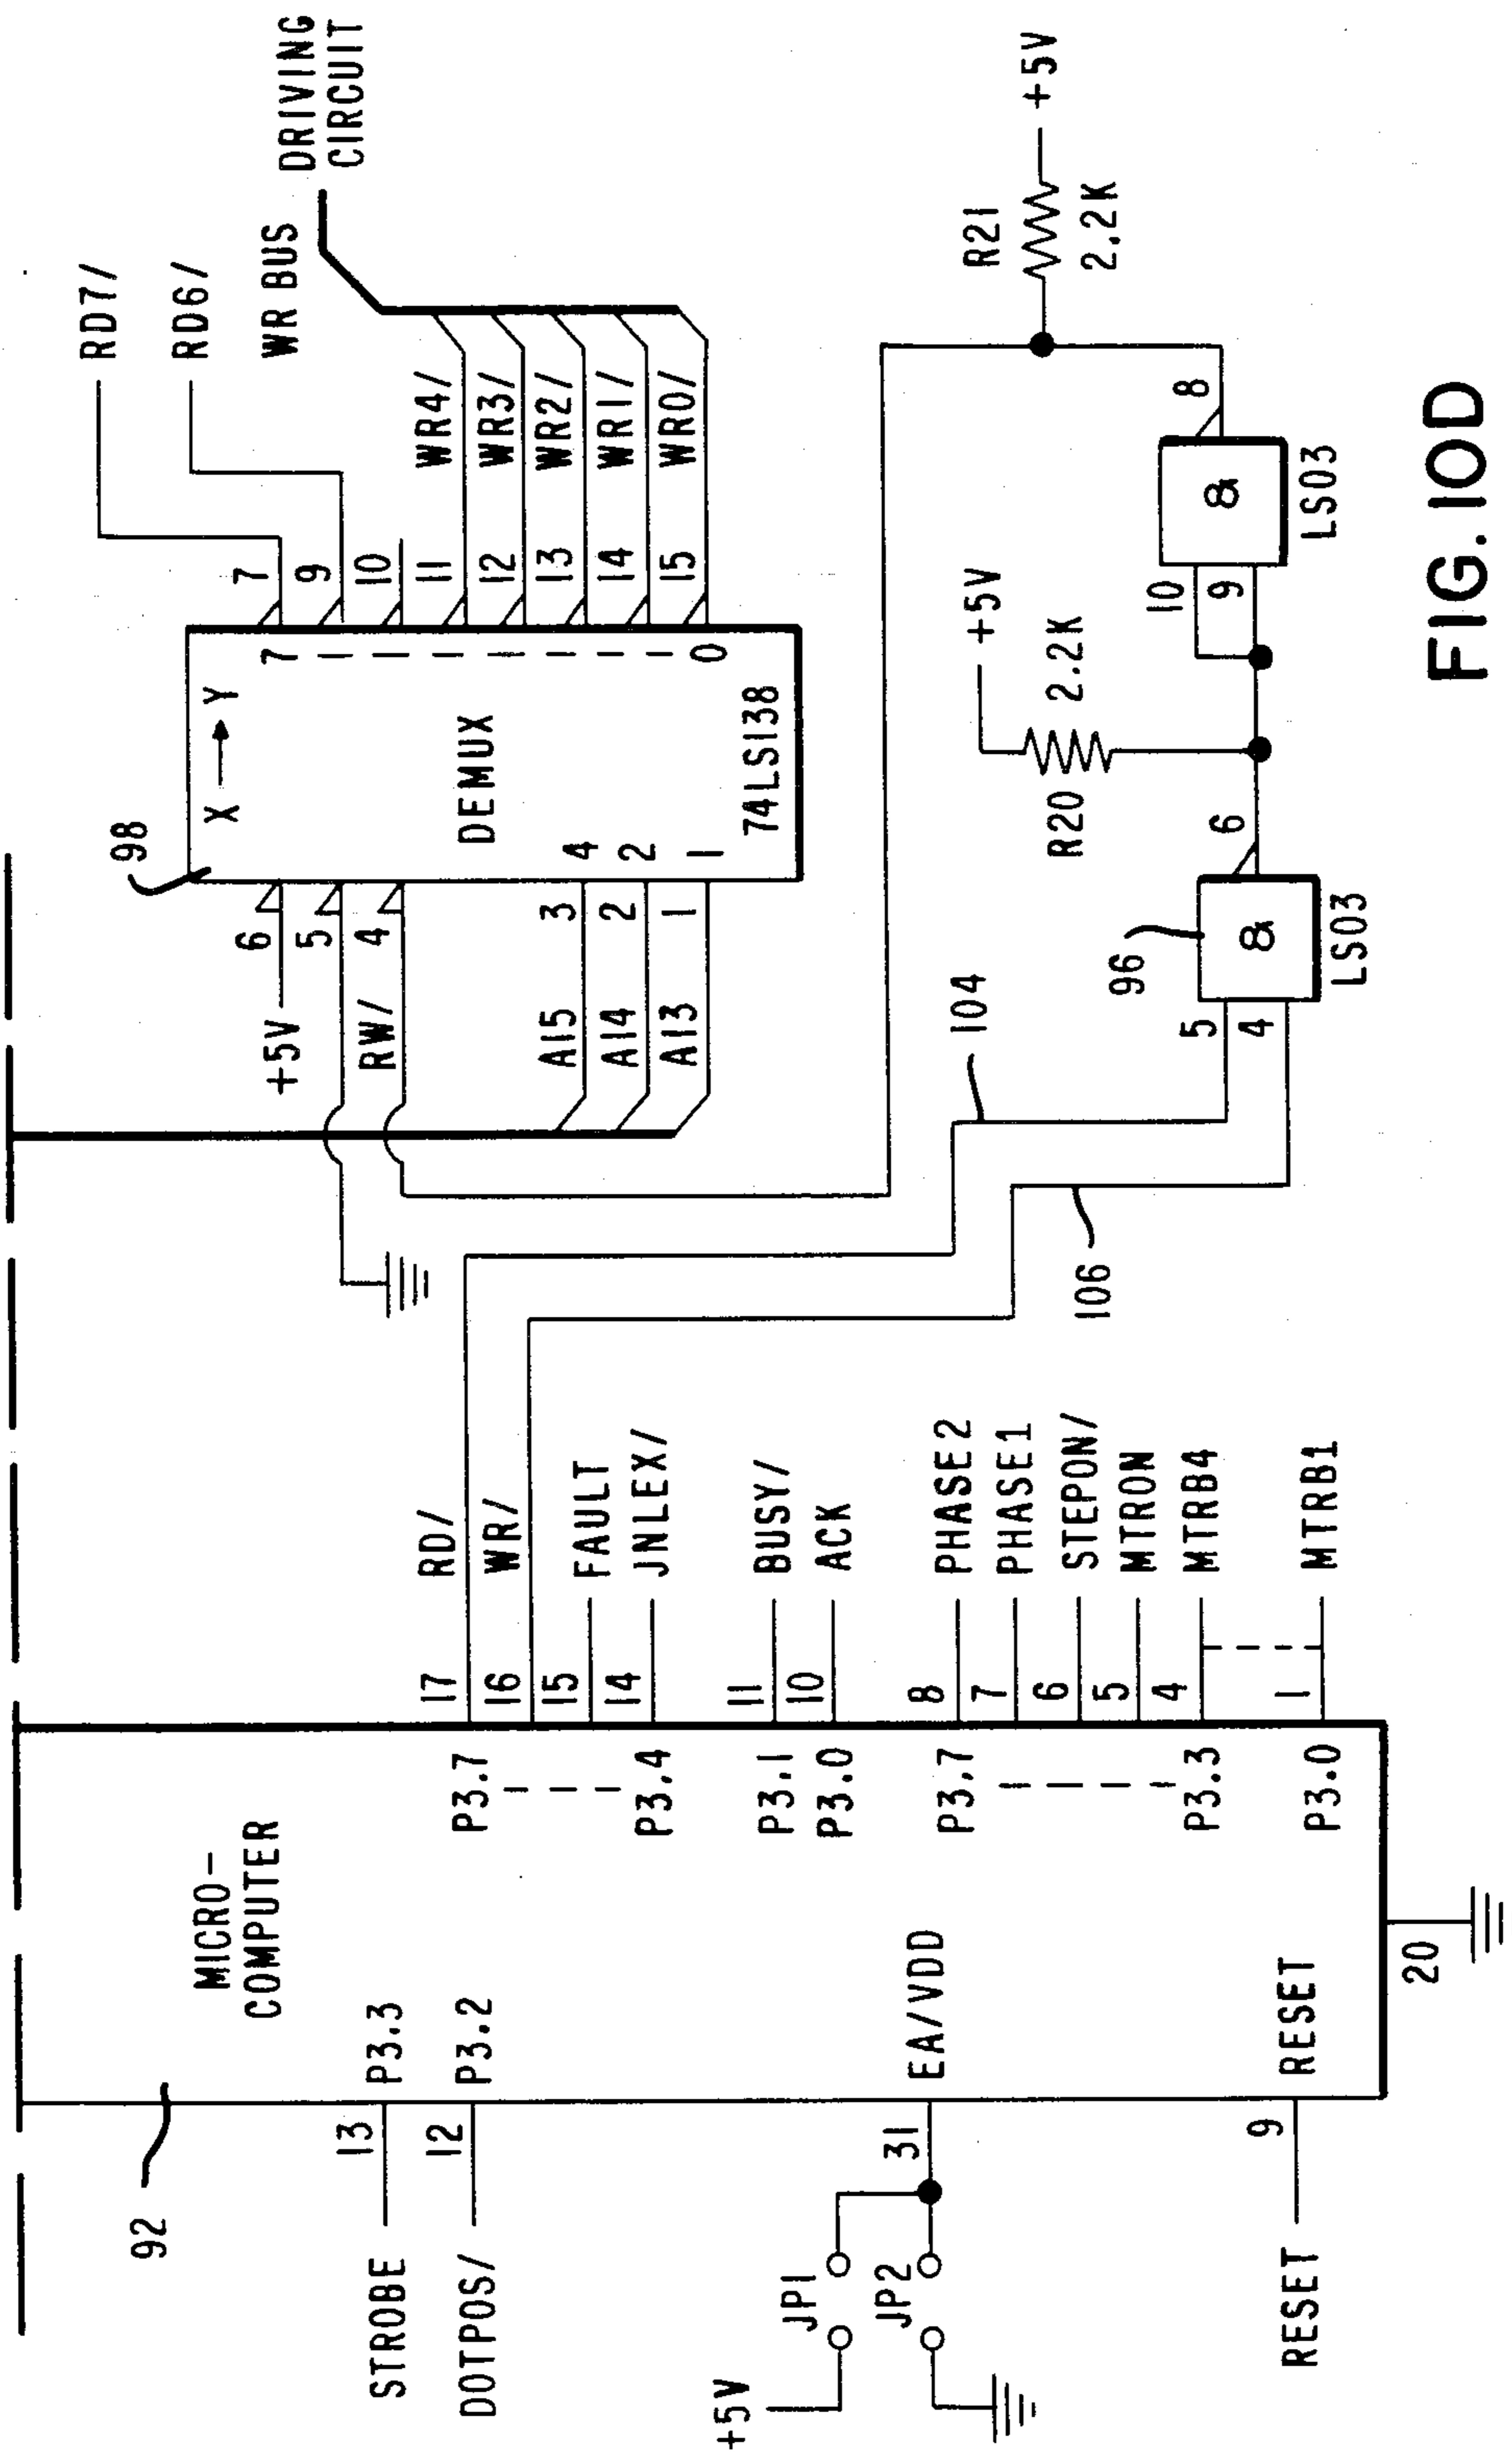 92
MICRO-
COMPUTER
STROBE
13
P3.3
DOTPOS/
12
P3.2
+5V
JP1
JP2
31
EA/VDD
RESET
9
RESET
20
P3.7
17
RD/
16
WR/
15
FAULT
P3.4
14
JNLEX/
P3.1
11
BUSY/
P3.0
10
ACK
P3.7
8
PHASE2
7
PHASE1
6
STEPON/
5
MTRON
P3.3
4
MTRB4
P3.0
1
MTRB1
104
106
98
X → Y
DEMUX
74LS138
+5V
6
5
RW/
4
A15
3
4
A14
2
2
A13
1
1
7
7
RD7/
9
RD6/
10
WR BUS
DRIVING
CIRCUIT
11
WR4/
12
WR3/
13
WR2/
14
WR1/
0
15
WR0/
96
5
4
&
LS03
6
R20
2.2K
+5V
10
9
&
LS03
8
R21
2.2K
+5V
FIG. 10D